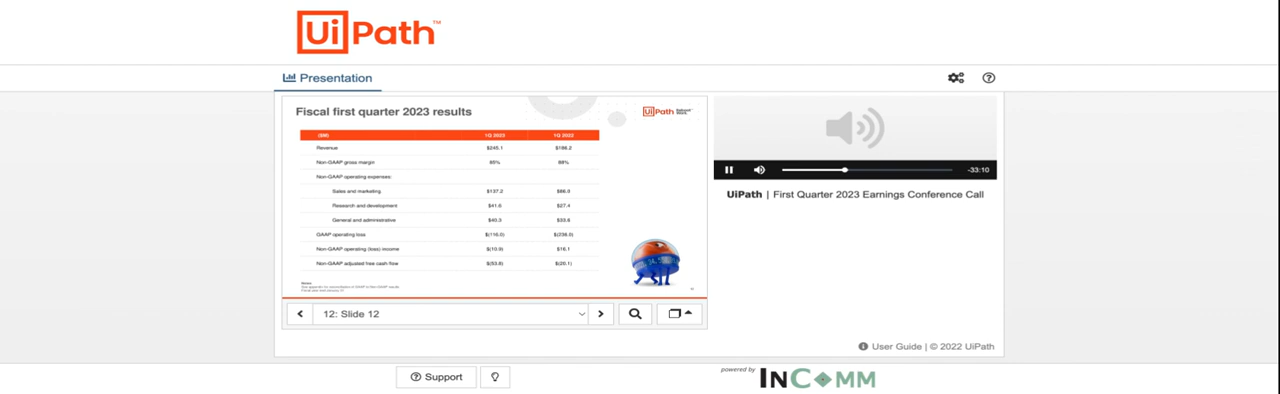 UiPath™
Presentation
Fiscal first quarter 2023 results
UiPath
($M) 1Q 2023 1Q 2022
Revenue $245.1 $186.2
Non-GAAP gross margin 85% 88%
Non-GAAP operating expenses:
Sales and marketing $137.2 $86.0
Research and development $41.6 $27.4
General and administrative $40.3 $33.6
GAAP operating loss $(116.0) $(236.0)
Non-GAAP operating (loss) income $(10.9) $16.1
Non-GAAP adjusted free cash flow $(53.8) $(20.1)
Notes
-33:10
UiPath | First Quarter 2023 Earnings Conference Call
12: Slide 12
User Guide | © 2022 UiPath
Support
powered by INCOMM